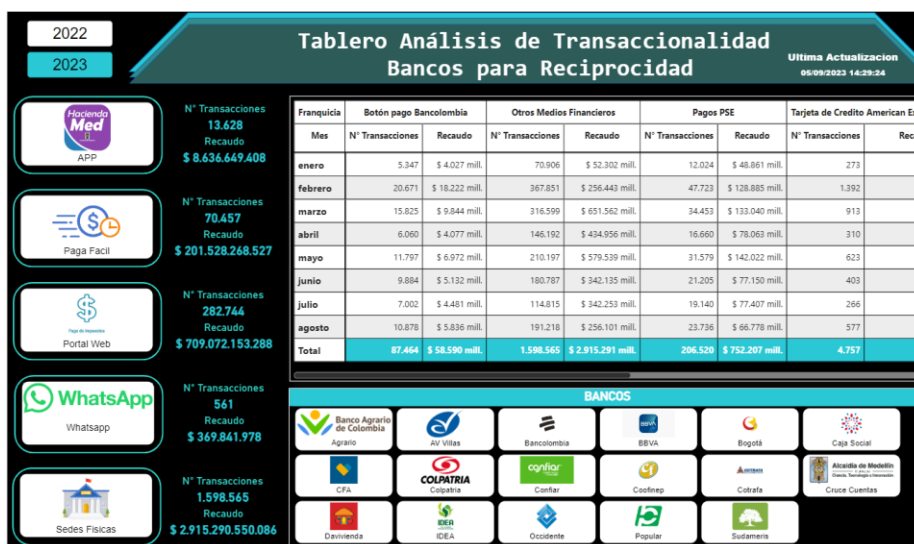 2022
2023
Tablero Análisis de Transaccionalidad
Bancos para Reciprocidad
Ultima Actualizacion
05/09/2023 14:29:24
Hacienda
Med
APP
N° Transacciones
13.628
Recaudo
$ 8.636.649.408
Paga Facil
N° Transacciones
70.457
Recaudo
$ 201.528.268.527
Pago de Impuestos
Portal Web
N° Transacciones
282.744
Recaudo
$ 709.072.153.288
WhatsApp
Whatsapp
N° Transacciones
561
Recaudo
$ 369.841.978
Sedes Fisicas
N° Transacciones
1.598.565
Recaudo
$ 2.915.290.550.086
Franquicia Botón pago Bancolombia Otros Medios Financieros Pagos PSE Tarjeta de Credito American Ex
Mes N° Transacciones Recaudo N° Transacciones Recaudo N° Transacciones Recaudo N° Transacciones Rec
enero 5.347 $ 4.027 mill. 70.906 $ 52.302 mill. 12.024 $ 48.861 mill. 273
febrero 20.671 $ 18.222 mill. 367.851 $ 256.443 mill. 47.723 $ 128.885 mill. 1.392
marzo 15.825 $ 9.844 mill. 316.599 $ 651.562 mill. 34.453 $ 133.040 mill. 913
abril 6.060 $ 4.077 mill. 146.192 $ 434.956 mill. 16.660 $ 78.063 mill. 310
mayo 11.797 $ 6.972 mill. 210.197 $ 579.539 mill. 31.579 $ 142.022 mill. 623
junio 9.884 $ 5.132 mill. 180.787 $ 342.135 mill. 21.205 $ 77.150 mill. 403
julio 7.002 $ 4.481 mill. 114.815 $ 342.253 mill. 19.140 $ 77.407 mill. 266
agosto 10.878 $ 5.836 mill. 191.218 $ 256.101 mill. 23.736 $ 66.778 mill. 577
Total 87.464 $ 58.590 mill. 1.598.565 $ 2.915.291 mill. 206.520 $ 752.207 mill. 4.757
BANCOS
Banco Agrario
de Colombia
Agrario
AV Villas
Bancolombia
BBVA
BBVA
Bogotá
Caja Social
CFA
COLPATRIA
Colpatria
confiar
Confiar
Coofinep
Cotrafa
Alcaldía de Medellín
Cruce Cuentas
Davivienda
IDEA
IDEA
Occidente
Popular
Sudameris